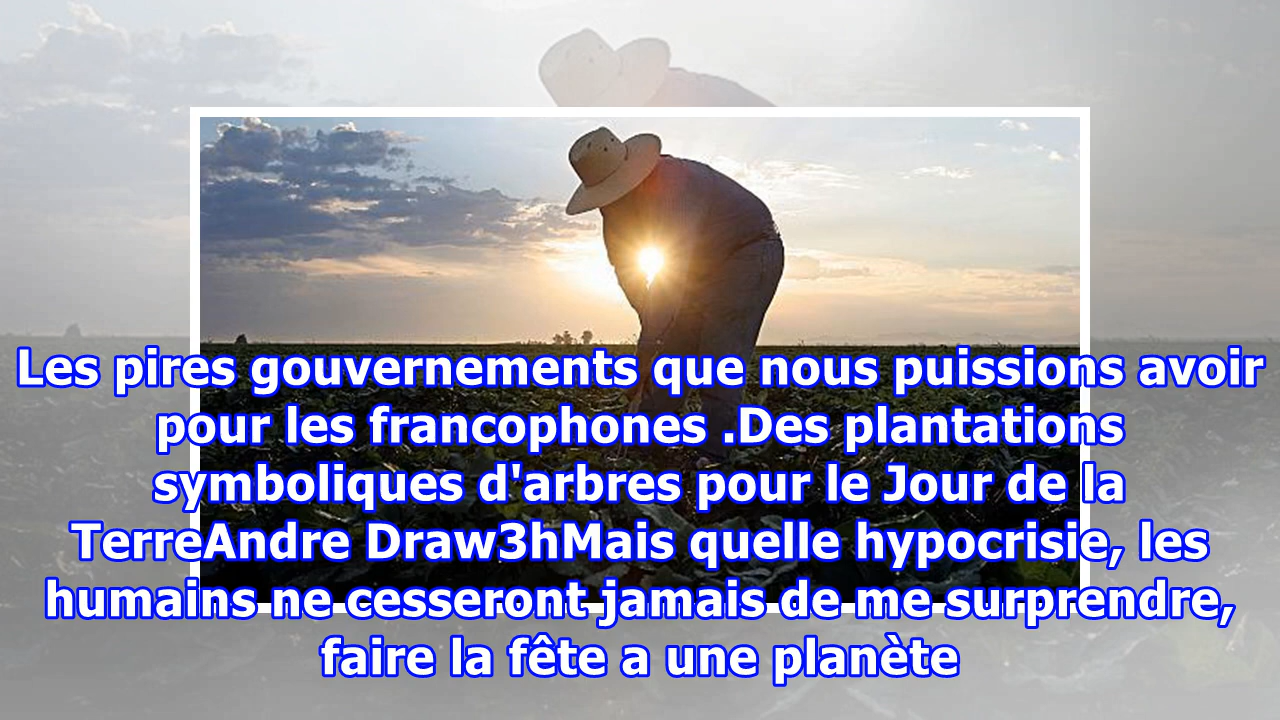 Les pires gouvernements que nous puissions avoir
pour les francophones .Des plantations
symboliques d'arbres pour le Jour de la
TerreAndre Draw3hMais quelle hypocrisie, les
humains ne cesseront jamais de me surprendre,
faire la fête a une planète